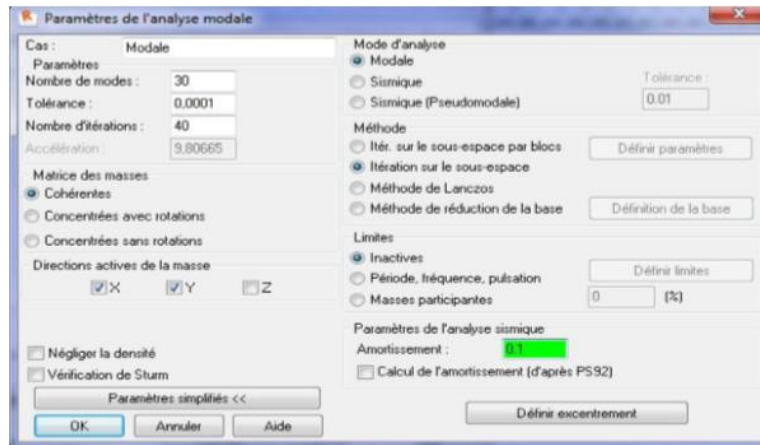 Paramètres de l'analyse modale
Cas : Modale
Paramètres
Nombre de modes : 30
Tolérance : 0,0001
Nombre d'itérations : 40
Accélération : 9,80665
Matrice des masses
Cohérentes
Concentrées avec rotations
Concentrées sans rotations
Directions actives de la masse
X Y Z
Négliger la densité
Vérification de Sturm
Paramètres simplifiés <<
OK Annuler Aide
Mode d'analyse
Modale
Sismique
Sismique (Pseudomodale)
Tolérance :
0.01
Méthode
Itér. sur le sous-espace par blocs Définir paramètres
Itération sur le sous-espace
Méthode de Lanczos
Méthode de réduction de la base Définition de la base
Limites
Inactives
Période, fréquence, pulsation Définir limites
Masses participantes 0 (%)
Paramètres de l'analyse sismique
Amortissement : 0.1
Calcul de l'amortissement (d'après PS92)
Définir excentrement